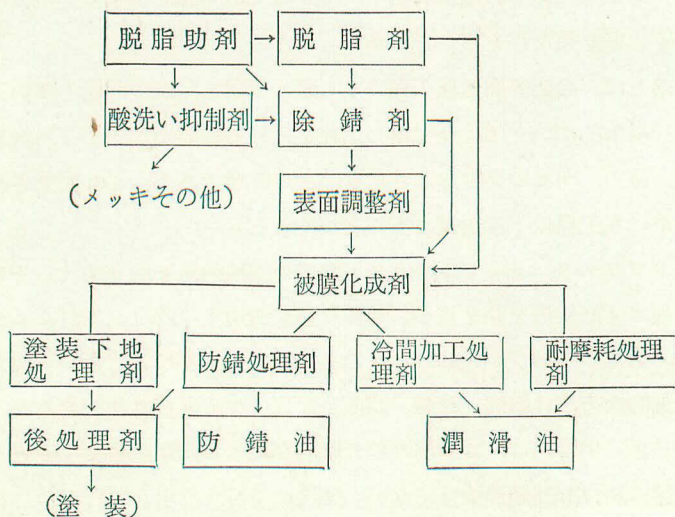 脱脂助剤
脱脂剤
酸洗い抑制剤
除錆剤
(メッキその他)
表面調整剤
被膜化成剤
塗装下地
処理剤
防錆処理剤
冷間加工処
理剤
耐摩耗処理
剤
後処理剤
防錆油
潤滑油
(塗装)